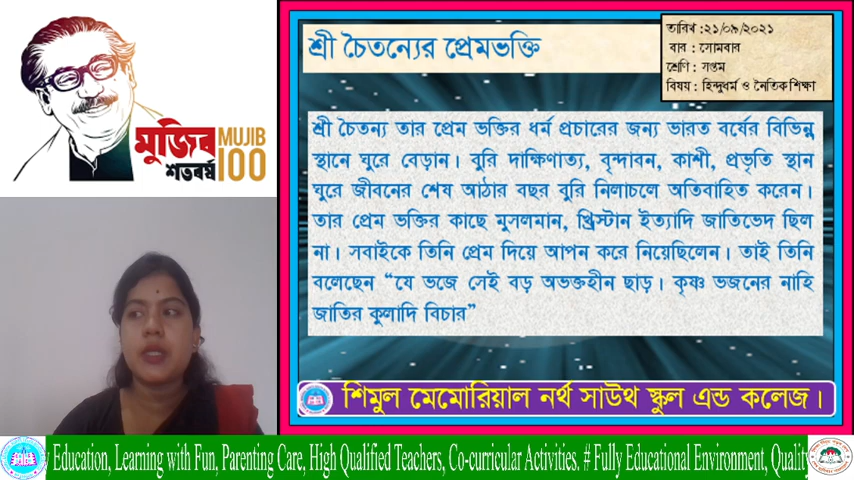 মুজিব
শতবর্ষ
MUJIB
100
শ্রী চৈতন্যের প্রেমভক্তি
তারিখ :২১/০৯/২০২১
বার : সোমবার
শ্রেণি : সপ্তম
বিষয় : হিন্দুধর্ম ও নৈতিক শিক্ষা
শ্রী চৈতন্য তার প্রেম ভক্তির ধর্ম প্রচারের জন্য ভারত বর্ষের বিভিন্ন
স্থানে ঘুরে বেড়ান। বুরি দাক্ষিণাত্য, বৃন্দাবন, কাশী, প্রভৃতি স্থান
ঘুরে জীবনের শেষ আঠার বছর বুরি নিলাচলে অতিবাহিত করেন।
তার প্রেম ভক্তির কাছে মুসলমান, খ্রিস্টান ইত্যাদি জাতিভেদ ছিল
না। সবাইকে তিনি প্রেম দিয়ে আপন করে নিয়েছিলেন। তাই তিনি
বলেছেন “যে ভজে সেই বড় অভক্তহীন ছাড়। কৃষ্ণ ভজনের নাহি
জাতির কুলাদি বিচার”
শিমুল মেমোরিয়াল নর্থ সাউথ স্কুল এন্ড কলেজ।
y Education, Learning with Fun, Parenting Care, High Qualified Teachers, Co-curricular Activities. # Fully Educational Environment, Quality